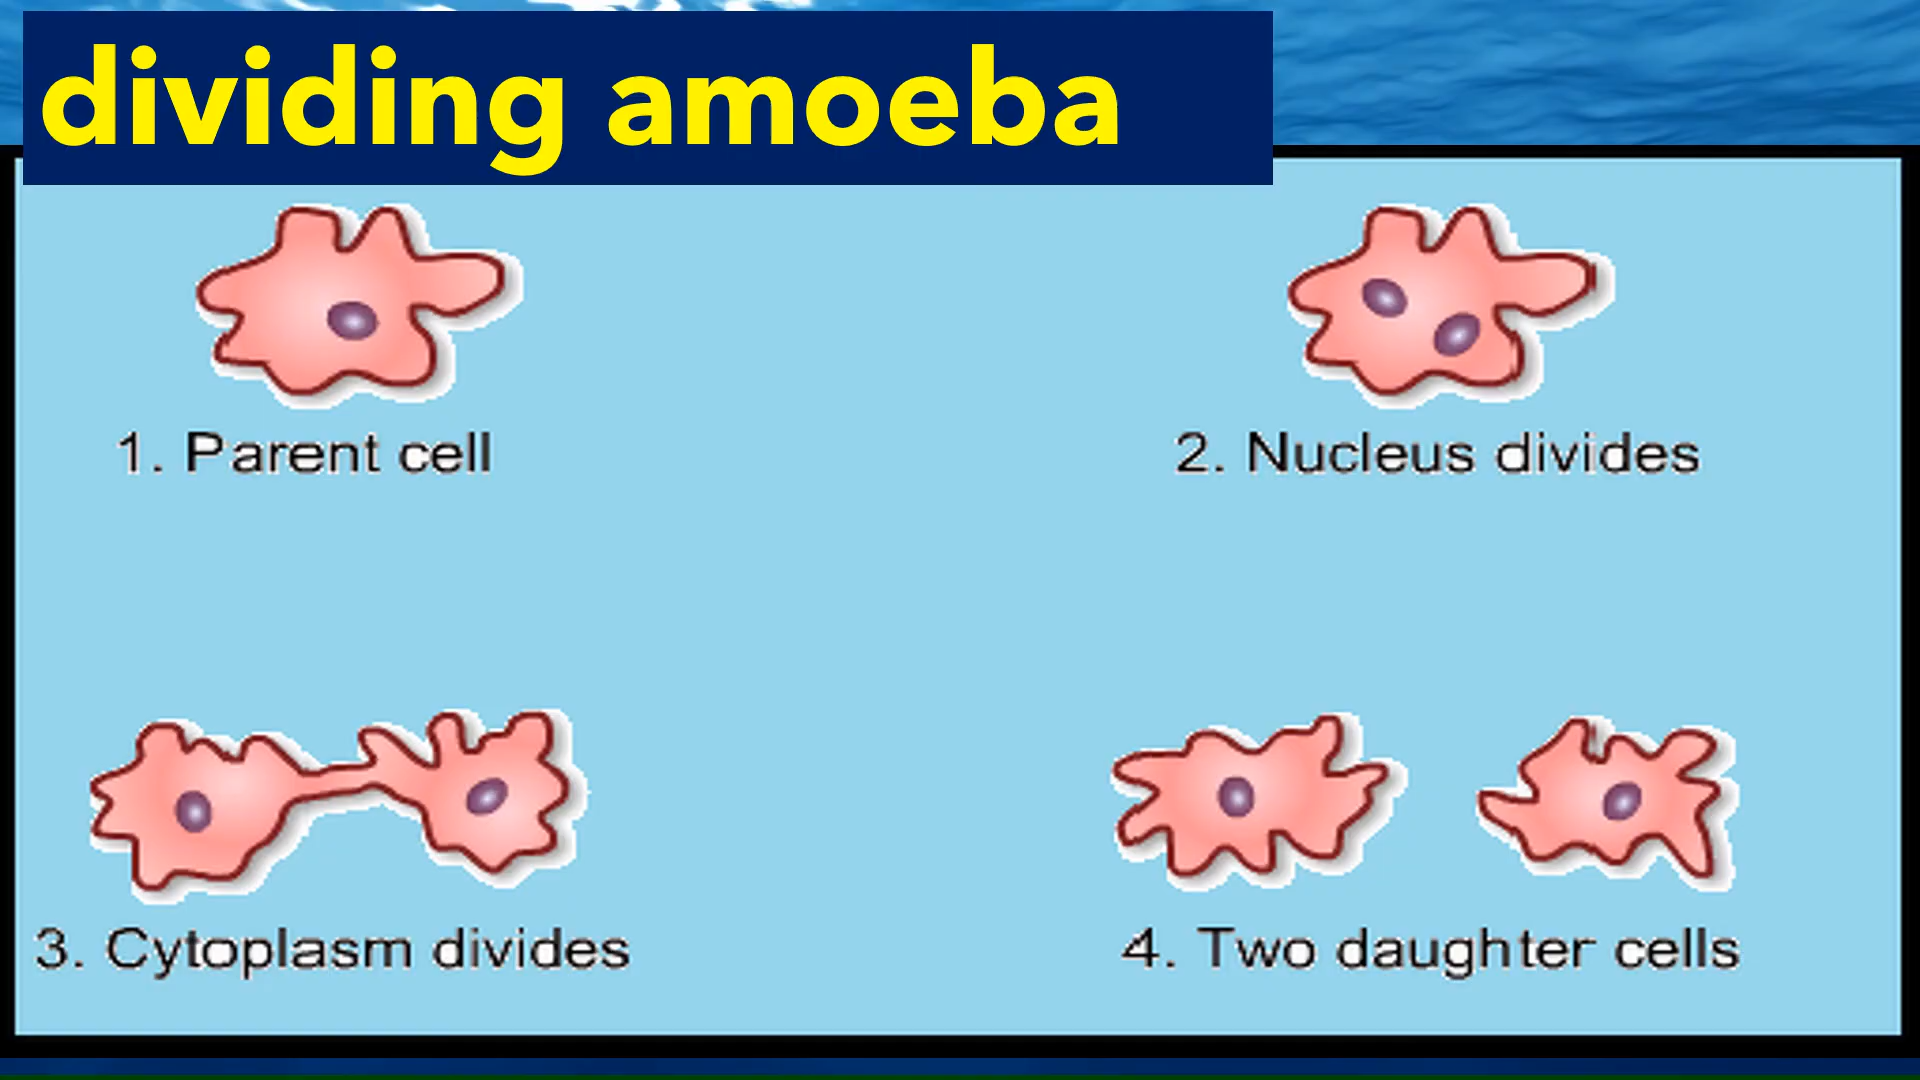 dividing amoeba
1. Parent cell
2. Nucleus divides
3. Cytoplasm divides
4. Two daughter cells